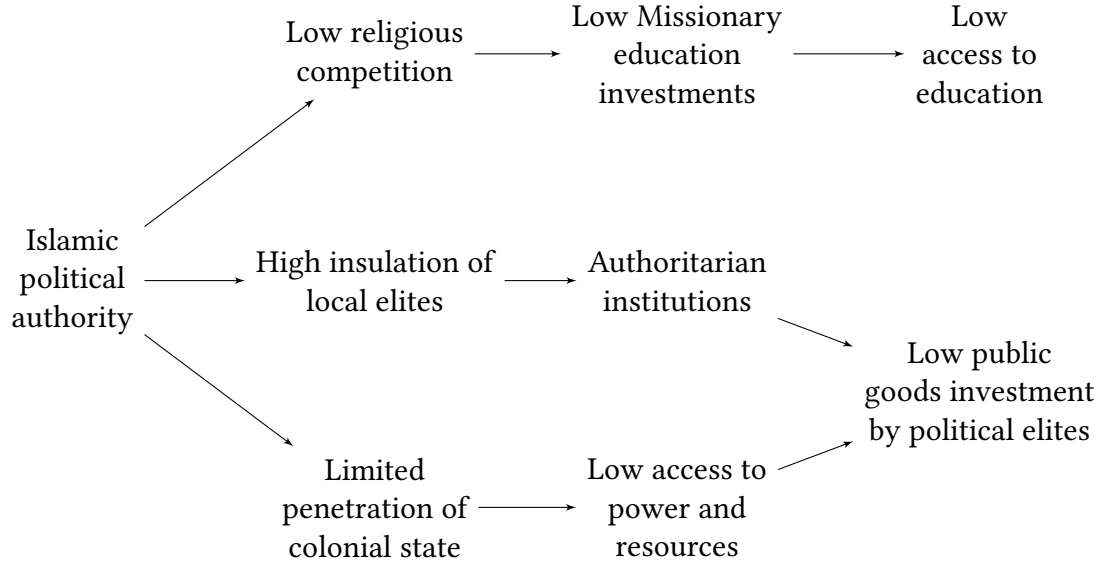 Low religious
competition
Low Missionary
education
investments
Low
access to
education
Islamic
political
authority
High insulation of
local elites
Authoritarian
institutions
Low public
goods investment
by political elites
Limited
penetration of
colonial state
Low access to
power and
resources